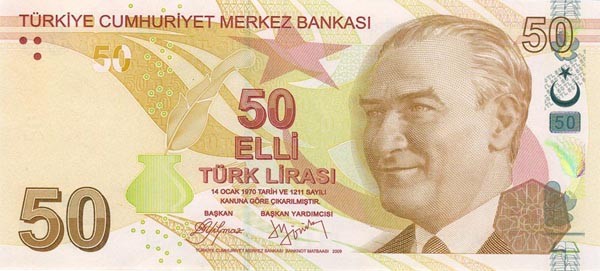 TÜRKİYE CUMHURİYET MERKEZ BANKASI
50
50
50
ELLİ
TÜRK LİRASI
14 OCAK 1970 TARİH VE 1211 SAYILI
KANUNA GÖRE ÇIKARILMIŞTIR.
BAŞKAN BAŞKAN YARDIMCISI
50
50
TÜRKİYE CUMHURİYET MERKEZ BANKASI BANKNOT MATBAASI 2009